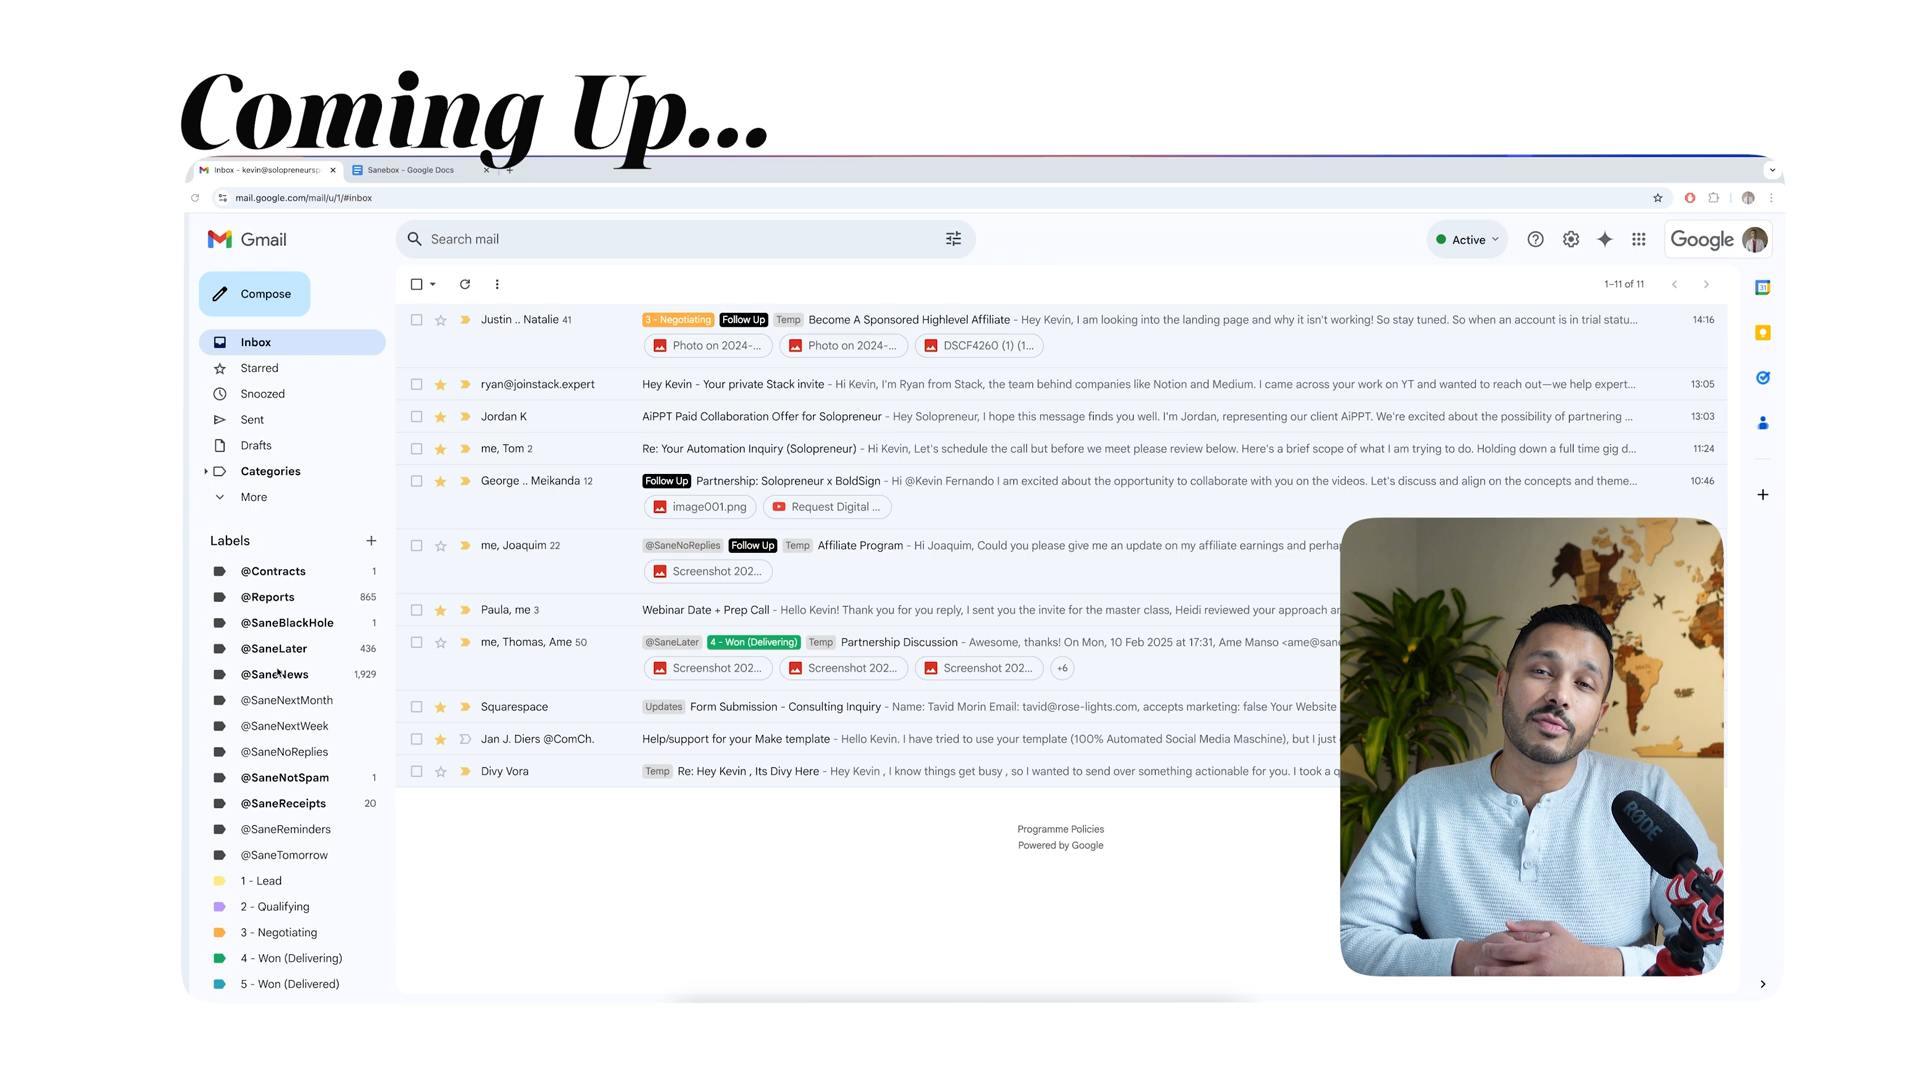 Coming Up...
Inbox - kevin@solopreneursp
Sanebox - Google Docs
mail.google.com/mail/u/1/#inbox
Gmail
Search mail
Active
Google
Compose
1–11 of 11
Inbox
Starred
Snoozed
Sent
Drafts
Categories
More
Labels
@Contracts 1
@Reports 865
@SaneBlackHole 1
@SaneLater 436
@SaneNews 1,929
@SaneNextMonth
@SaneNextWeek
@SaneNoReplies
@SaneNotSpam 1
@SaneReceipts 20
@SaneReminders
@SaneTomorrow
1 - Lead
2 - Qualifying
3 - Negotiating
4 - Won (Delivering)
5 - Won (Delivered)
Justin .. Natalie 41 3 - Negotiating Follow Up Temp Become A Sponsored Highlevel Affiliate - Hey Kevin, I am looking into the landing page and why it isn't working! So stay tuned. So when an account is in trial statu... 14:16
Photo on 2024-... Photo on 2024-... DSCF4260 (1) (1...
ryan@joinstack.expert Hey Kevin - Your private Stack invite - Hi Kevin, I'm Ryan from Stack, the team behind companies like Notion and Medium. I came across your work on YT and wanted to reach out—we help expert... 13:05
Jordan K AiPPT Paid Collaboration Offer for Solopreneur - Hey Solopreneur, I hope this message finds you well. I'm Jordan, representing our client AiPPT. We're excited about the possibility of partnering ... 13:03
me, Tom 2 Re: Your Automation Inquiry (Solopreneur) - Hi Kevin, Let's schedule the call but before we meet please review below. Here's a brief scope of what I am trying to do. Holding down a full time gig d... 11:24
George .. Meikanda 12 Follow Up Partnership: Solopreneur x BoldSign - Hi @Kevin Fernando I am excited about the opportunity to collaborate with you on the videos. Let's discuss and align on the concepts and theme... 10:46
image001.png Request Digital ...
me, Joaquim 22 @SaneNoReplies Follow Up Temp Affiliate Program - Hi Joaquim, Could you please give me an update on my affiliate earnings and perhap
Screenshot 202...
Paula, me 3 Webinar Date + Prep Call - Hello Kevin! Thank you for you reply, I sent you the invite for the master class, Heidi reviewed your approach ar
me, Thomas, Ame 50 @SaneLater 4 - Won (Delivering) Temp Partnership Discussion - Awesome, thanks! On Mon, 10 Feb 2025 at 17:31, Ame Manso <ame@sane
Screenshot 202... Screenshot 202... Screenshot 202... +6
Squarespace Updates Form Submission - Consulting Inquiry - Name: Tavid Morin Email: tavid@rose-lights.com, accepts marketing: false Your Website
Jan J. Diers @ComCh. Help/support for your Make template - Hello Kevin. I have tried to use your template (100% Automated Social Media Maschine), but I just
Divy Vora Temp Re: Hey Kevin , Its Divy Here - Hey Kevin , I know things get busy , so I wanted to send over something actionable for you. I took a q
Programme Policies
Powered by Google
RØDE